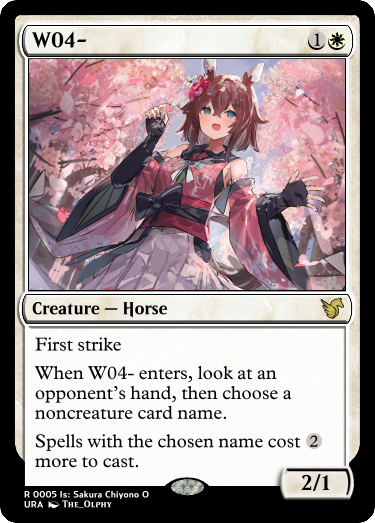 W04- 1
Creature — Horse
First strike
When W04- enters, look at an
opponent's hand, then choose a
noncreature card name.
Spells with the chosen name cost 2
more to cast.
2/1
R 0005 Is: Sakura Chiyono O
URA The_Olphy